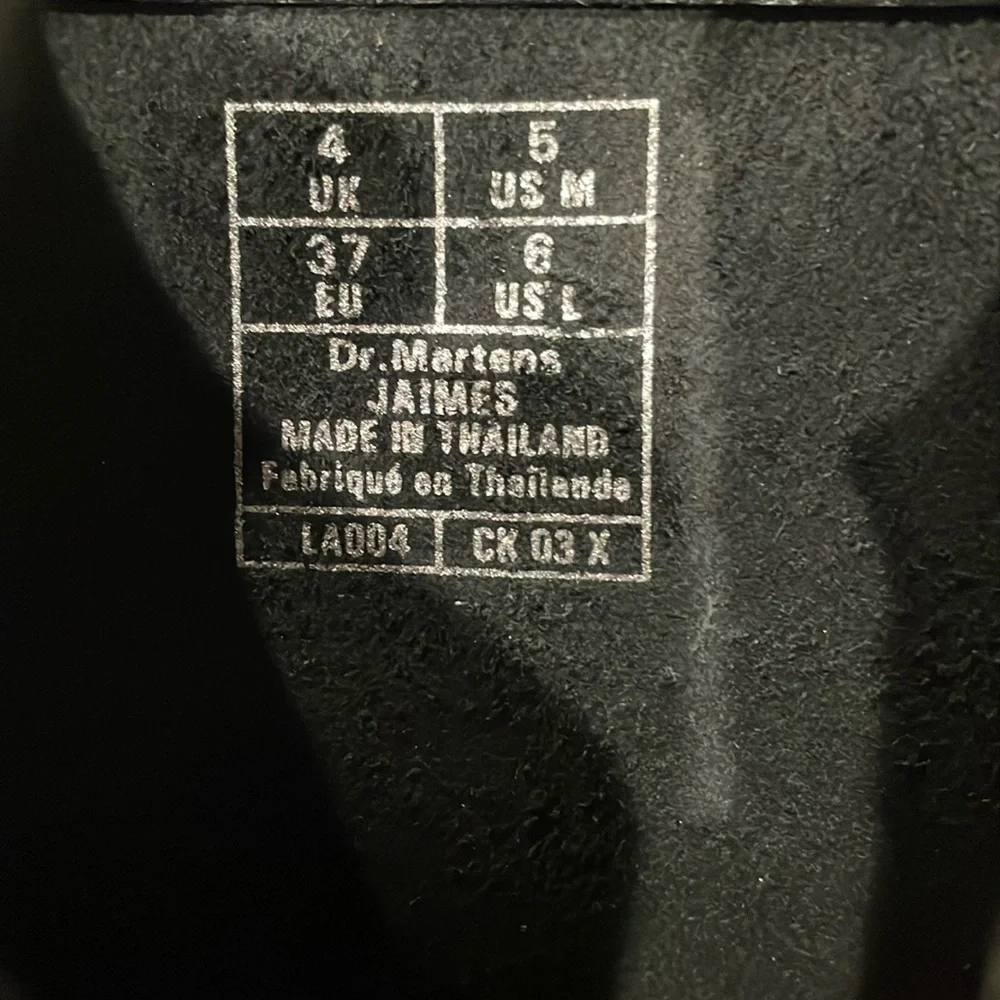 4
UK
5
US M
37
EU
6
US L
Dr.Martens
JAIMES
MADE IN THAILAND
Fabriqué en Thaïlande
LA004
CK 03 X